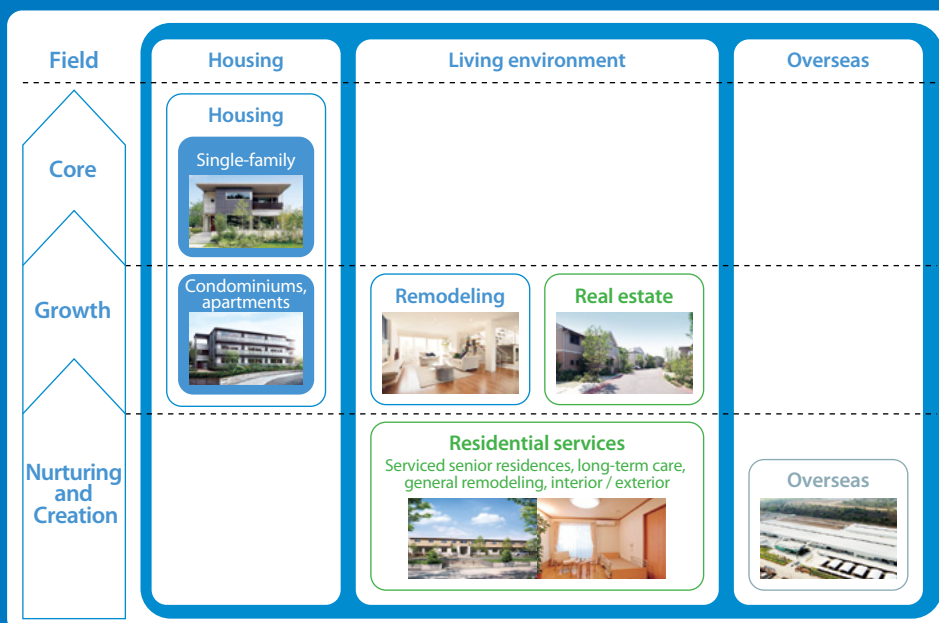 Field
Housing
Living environment
Overseas
Core
Housing
Single-family
Growth
Condominiums,
apartments
Remodeling
Real estate
Nurturing
and
Creation
Residential services
Serviced senior residences, long-term care,
general remodeling, interior / exterior
Overseas